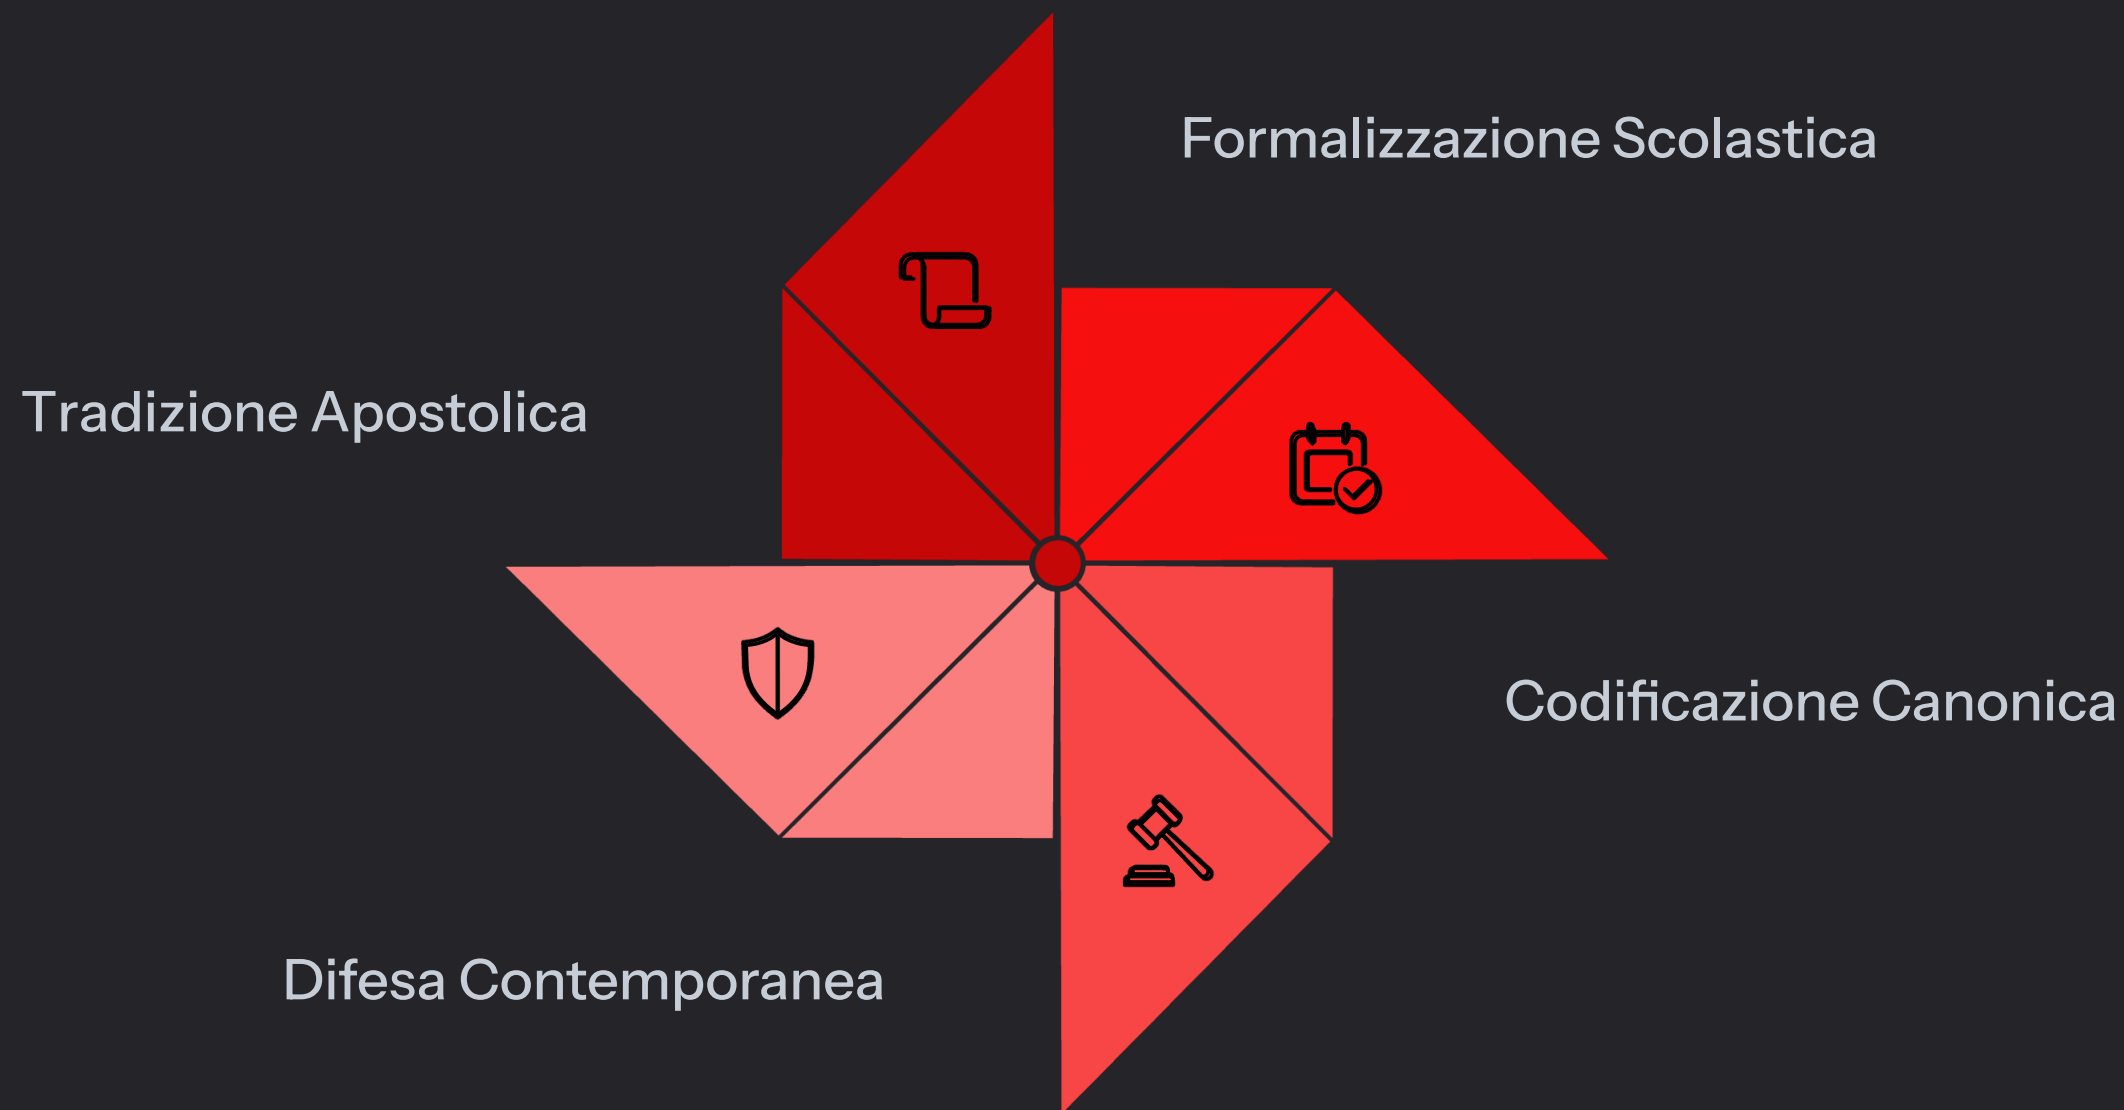 Formalizzazione Scolastica
Tradizione Apostolica
Codificazione Canonica
Difesa Contemporanea